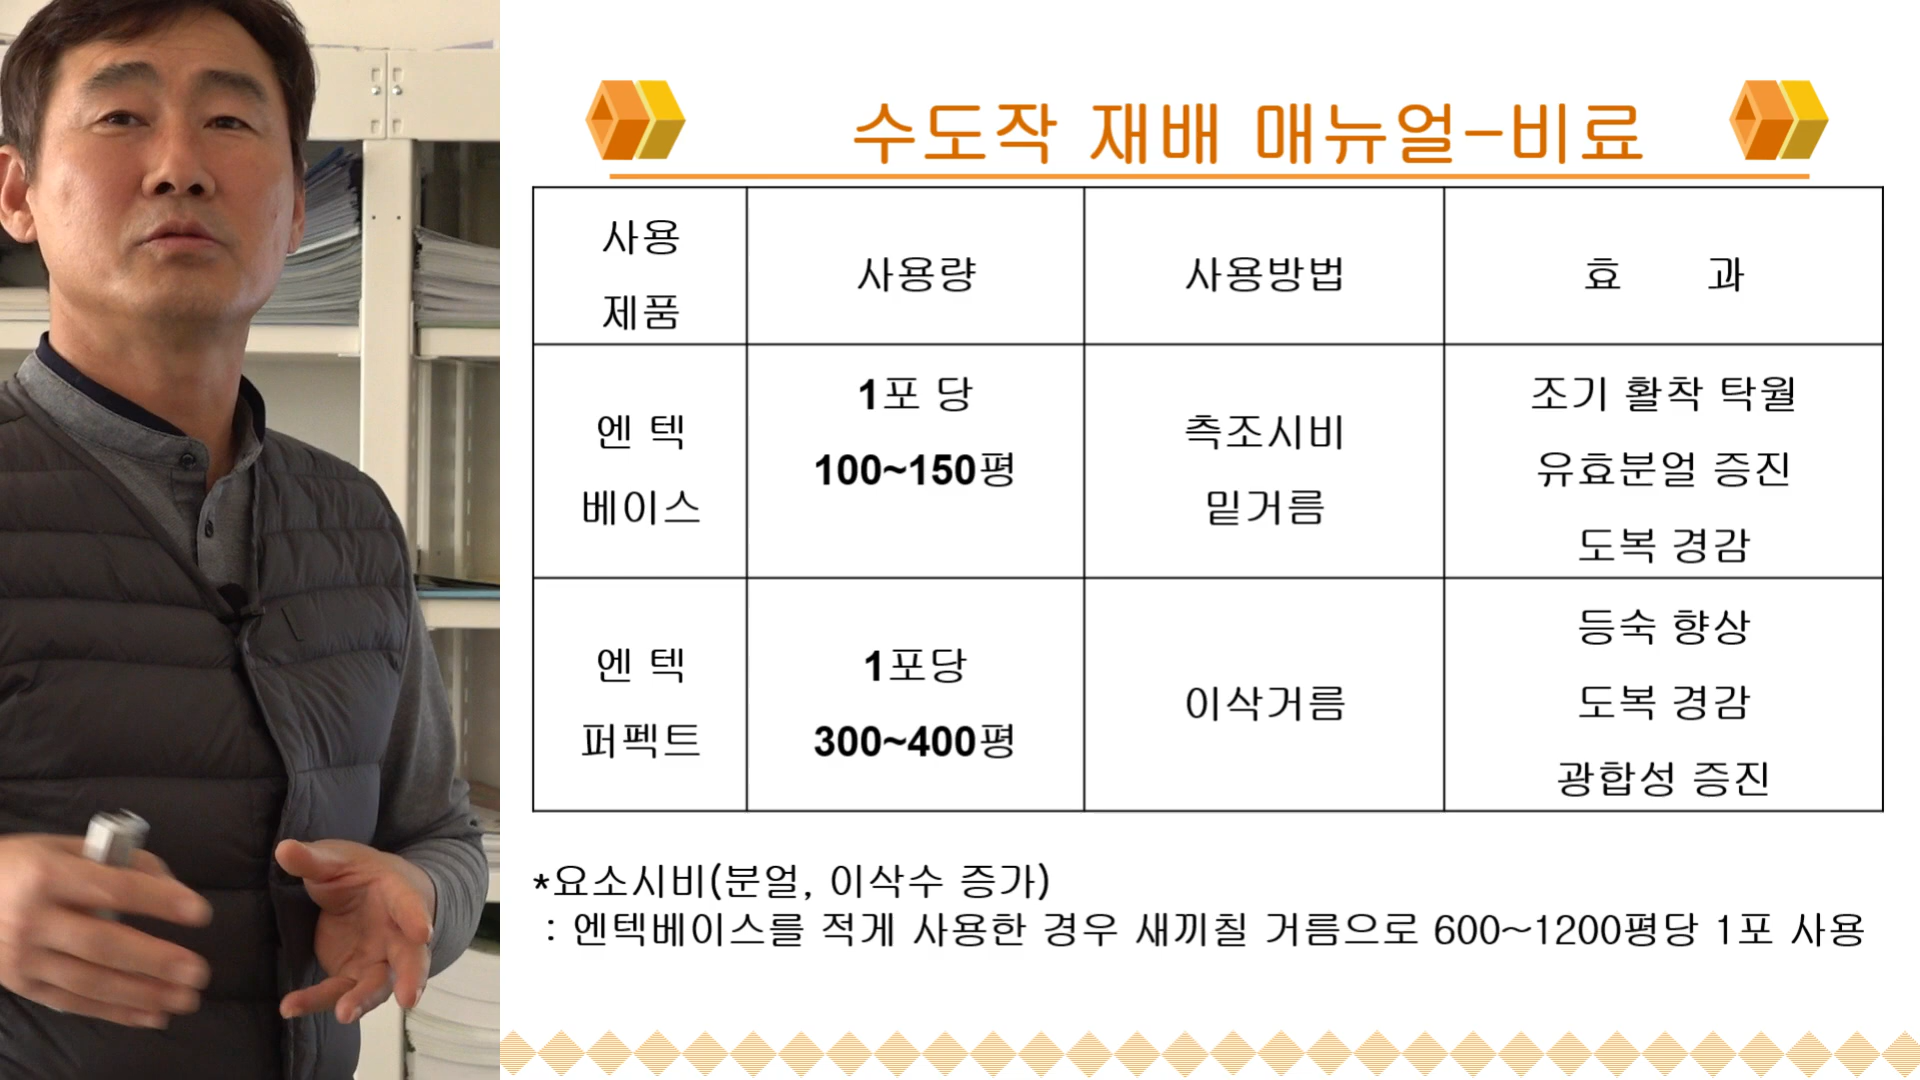 수도작 재배 매뉴얼-비료
사용
제품
사용량
사용방법
효 과
엔 텍
베이스
1포 당
100~150평
측조시비
밑거름
조기 활착 탁월
유효분얼 증진
도복 경감
엔 텍
퍼펙트
1포당
300~400평
이삭거름
등숙 향상
도복 경감
광합성 증진
*요소시비(분얼, 이삭수 증가)
: 엔텍베이스를 적게 사용한 경우 새끼칠 거름으로 600~1200평당 1포 사용